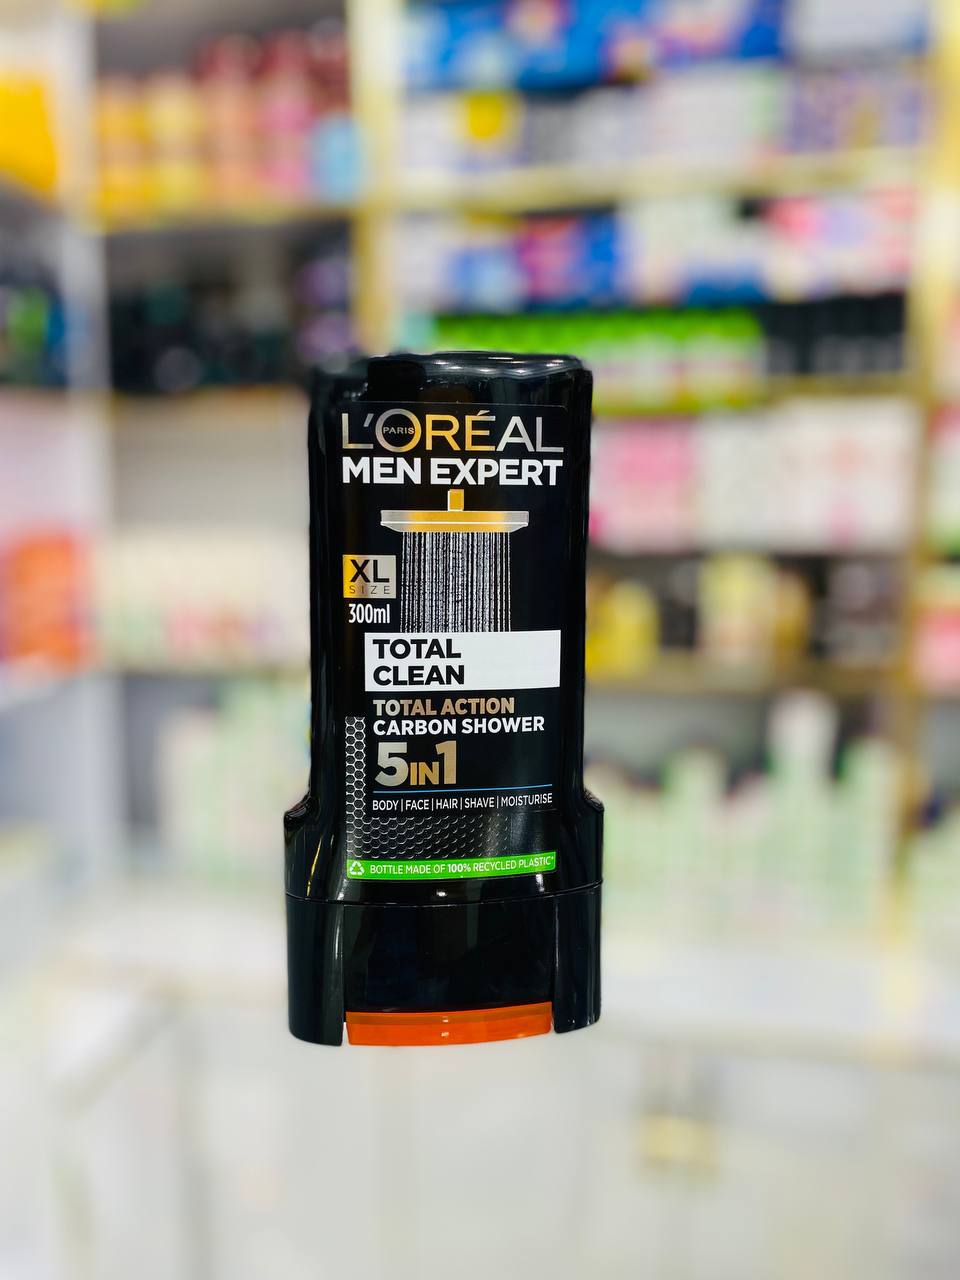 L'ORÉAL
PARIS
MEN EXPERT
XL
SIZE
300ml
TOTAL
CLEAN
TOTAL ACTION
CARBON SHOWER
5IN1
BODY | FACE | HAIR | SHAVE | MOISTURISE
BOTTLE MADE OF 100% RECYCLED PLASTIC*